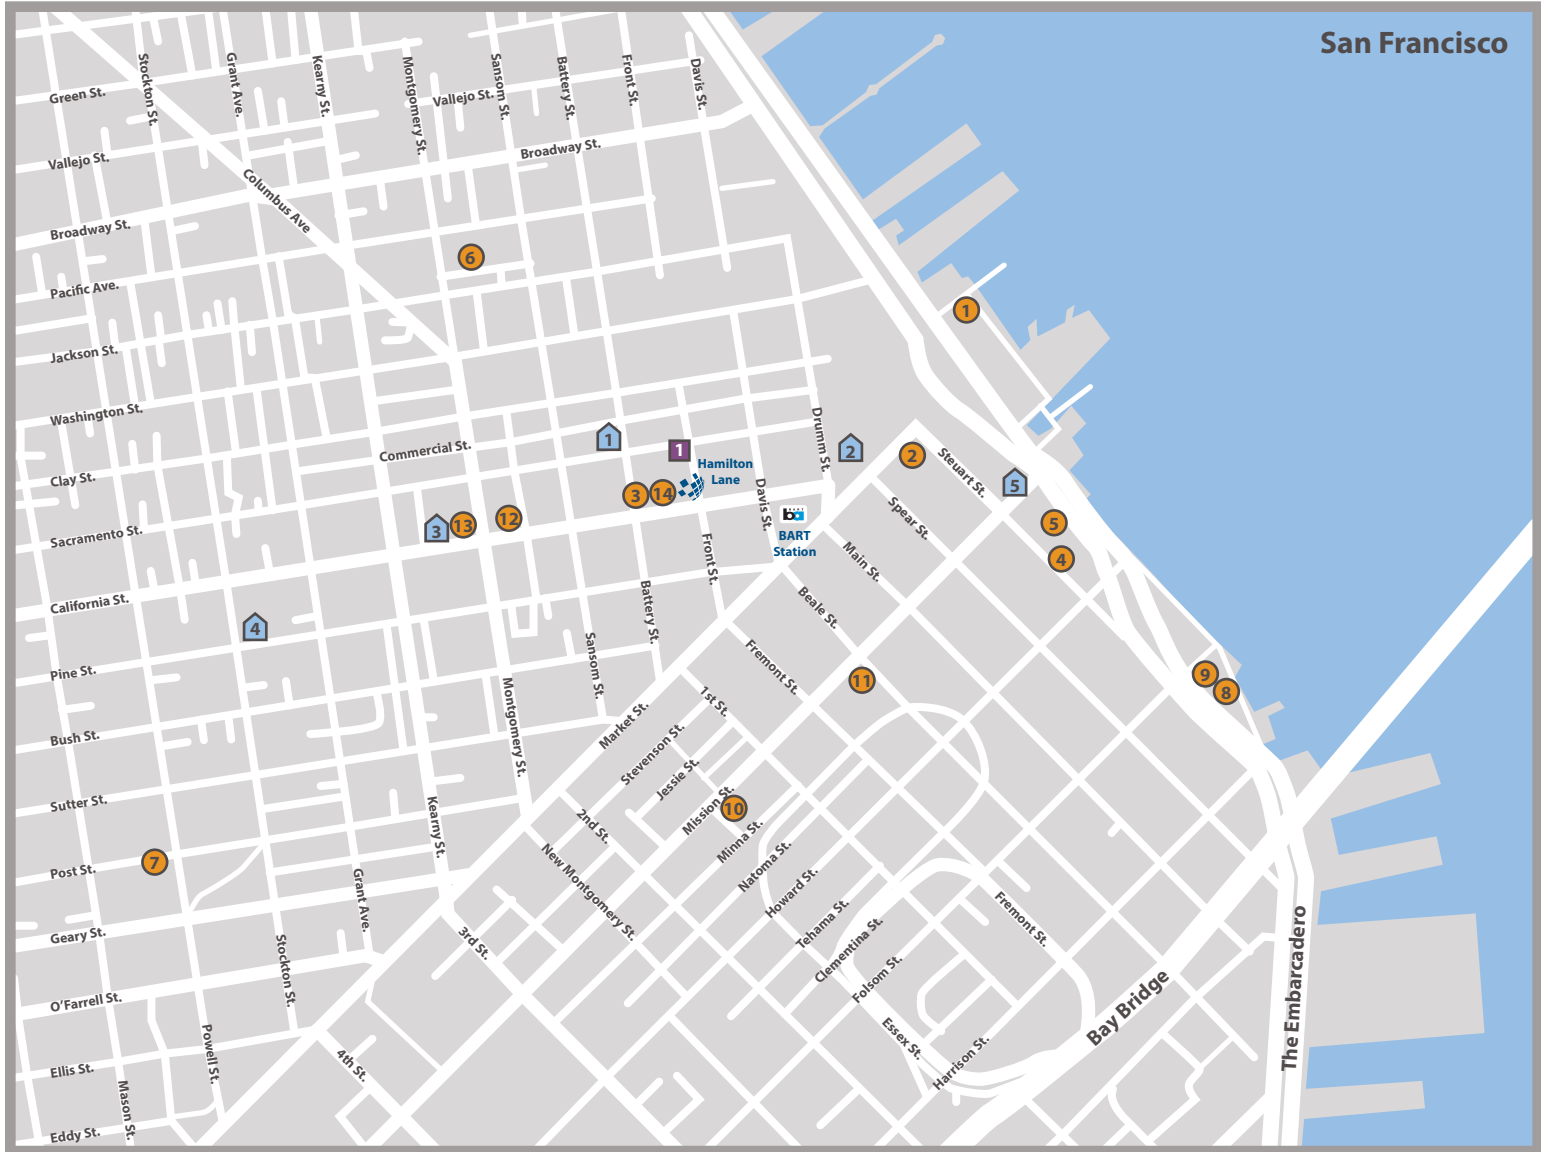 San Francisco
Stockton St.
Grant Ave.
Kearny St.
Montgomery St.
Sansom St.
Battery St.
Front St.
Davis St.
Green St.
Vallejo St.
Vallejo St.
Broadway St.
Columbus Ave
Broadway St.
6
Pacific Ave.
1
Jackson St.
Washington St.
Commercial St.
1
1
Drumm St.
2
2
Steuart St.
Clay St.
Hamilton
Lane
5
3
14
Davis St.
Spear St.
5
Sacramento St.
3
13
12
ba
BART
Station
Main St.
4
Front St.
California St.
4
Battery St.
Beale St.
Pine St.
Sansom St.
Fremont St.
11
9
8
Bush St.
Montgomery St.
1st St.
Market St.
Stevenson St.
Jessie St.
Sutter St.
Kearny St.
Mission St.
10
2nd St.
Minna St.
Post St.
7
Natoma St.
New Montgomery St.
Howard St.
Grant Ave.
Geary St.
3rd St.
Tehama St.
Clementina St.
Fremont St.
Folsom St.
Stockton St.
O’Farrell St.
Bay Bridge
The Embarcadero
Essex St.
Harrison St.
Powell St.
4th St.
Ellis St.
Mason St.
Eddy St.